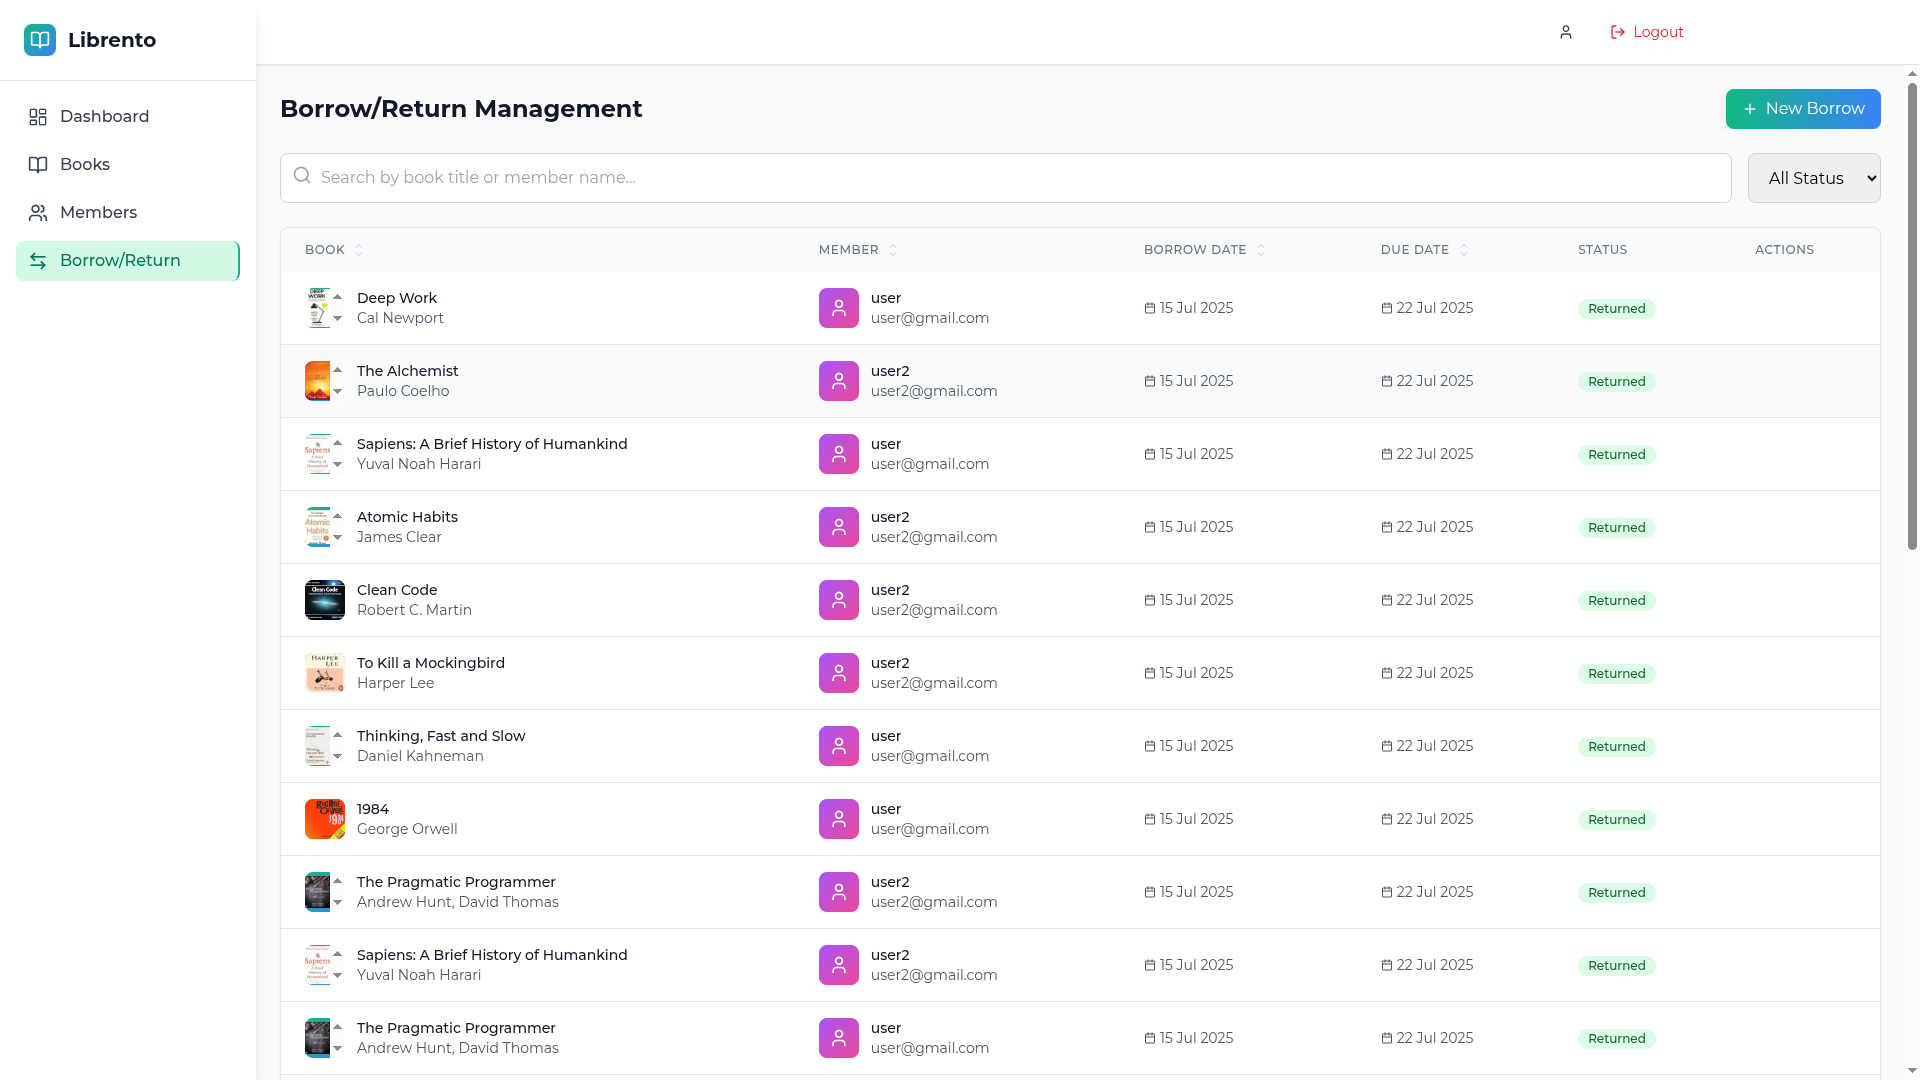 Librento
Logout
Dashboard
Books
Members
Borrow/Return
Borrow/Return Management
New Borrow
Search by book title or member name...
All Status
BOOK MEMBER BORROW DATE DUE DATE STATUS ACTIONS
Deep Work
Cal Newport
user
user@gmail.com
15 Jul 2025 22 Jul 2025 Returned
The Alchemist
Paulo Coelho
user2
user2@gmail.com
15 Jul 2025 22 Jul 2025 Returned
Sapiens: A Brief History of Humankind
Yuval Noah Harari
user
user@gmail.com
15 Jul 2025 22 Jul 2025 Returned
Atomic Habits
James Clear
user2
user2@gmail.com
15 Jul 2025 22 Jul 2025 Returned
Clean Code
Robert C. Martin
user2
user2@gmail.com
15 Jul 2025 22 Jul 2025 Returned
To Kill a Mockingbird
Harper Lee
user2
user2@gmail.com
15 Jul 2025 22 Jul 2025 Returned
Thinking, Fast and Slow
Daniel Kahneman
user
user@gmail.com
15 Jul 2025 22 Jul 2025 Returned
1984
George Orwell
user
user@gmail.com
15 Jul 2025 22 Jul 2025 Returned
The Pragmatic Programmer
Andrew Hunt, David Thomas
user2
user2@gmail.com
15 Jul 2025 22 Jul 2025 Returned
Sapiens: A Brief History of Humankind
Yuval Noah Harari
user2
user2@gmail.com
15 Jul 2025 22 Jul 2025 Returned
The Pragmatic Programmer
Andrew Hunt, David Thomas
user
user@gmail.com
15 Jul 2025 22 Jul 2025 Returned